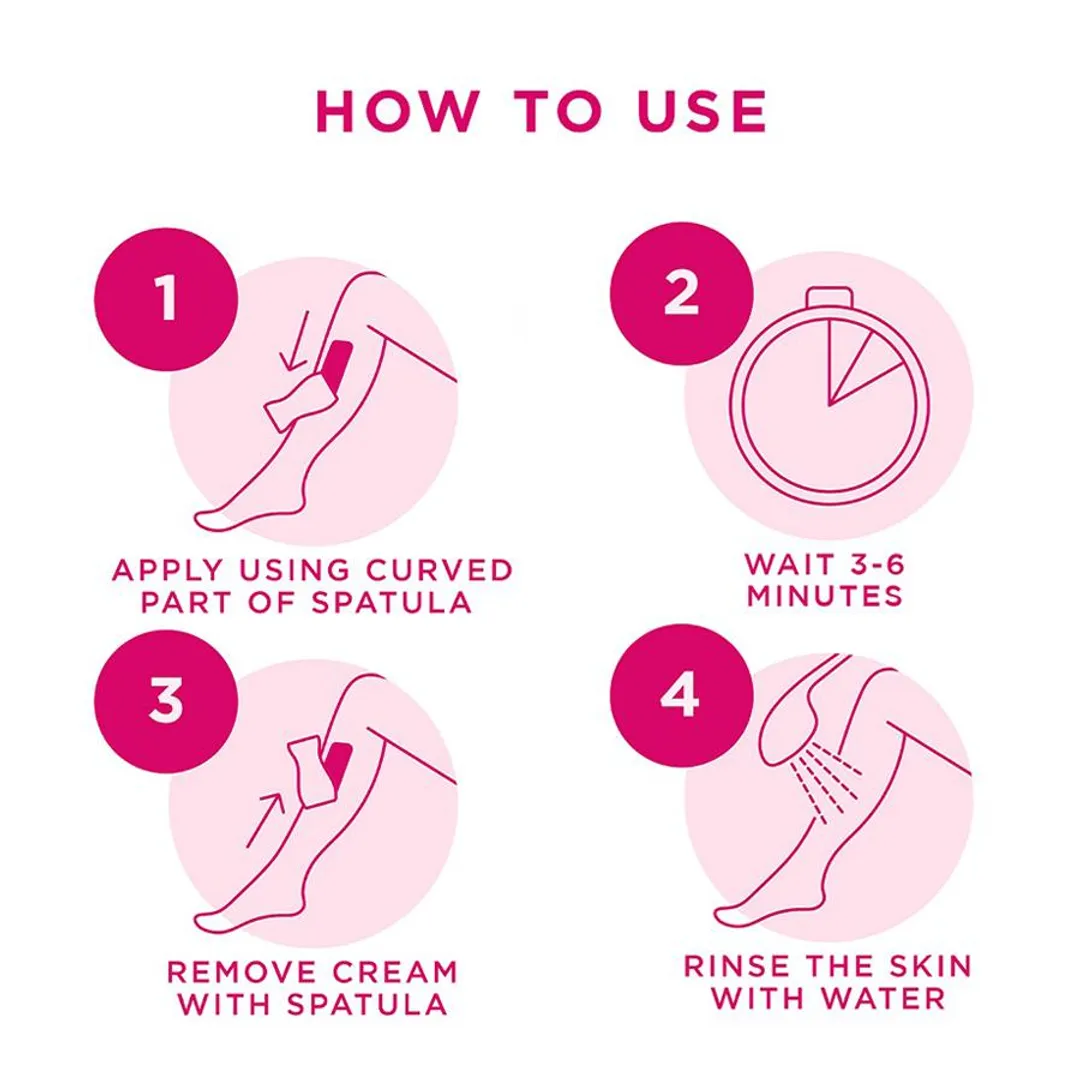 HOW TO USE
1
APPLY USING CURVED
PART OF SPATULA
2
WAIT 3-6
MINUTES
3
REMOVE CREAM
WITH SPATULA
4
RINSE THE SKIN
WITH WATER